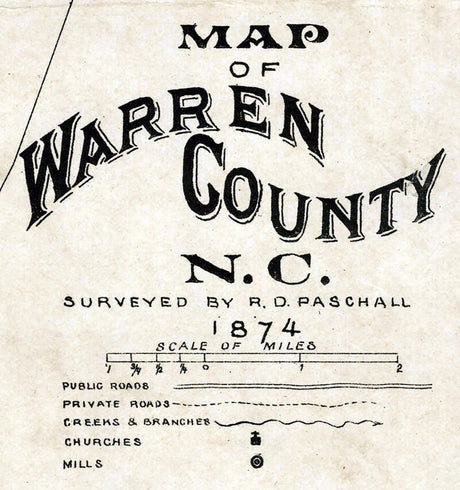 MAP
OF
WARREN
COUNTY
N.C.
SURVEYED BY R.D. PASCHALL
1874
SCALE OF MILES
1 3/4 1/2 1/4 0 1 2
PUBLIC ROADS
PRIVATE ROADS
CREEKS & BRANCHES
CHURCHES
MILLS